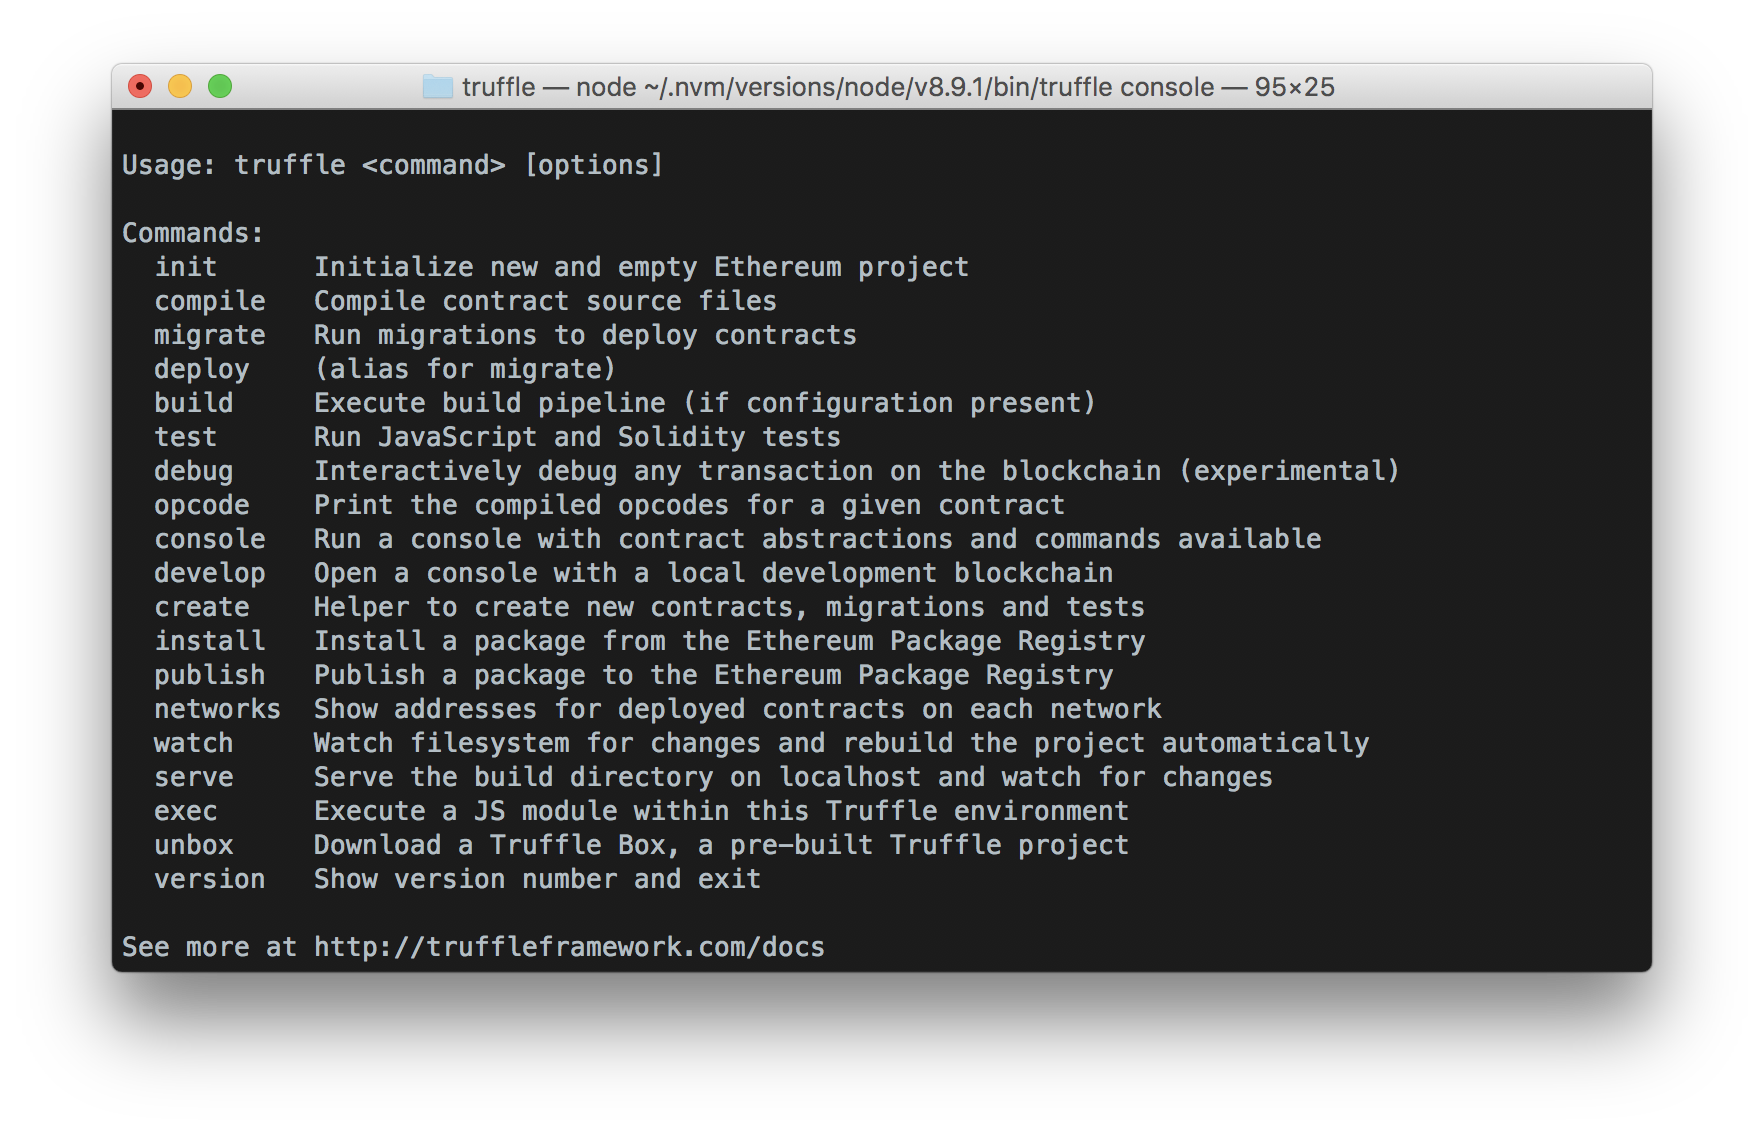 truffle — node ~/.nvm/versions/node/v8.9.1/bin/truffle console — 95×25
Usage: truffle <command> [options]
Commands:
init Initialize new and empty Ethereum project
compile Compile contract source files
migrate Run migrations to deploy contracts
deploy (alias for migrate)
build Execute build pipeline (if configuration present)
test Run JavaScript and Solidity tests
debug Interactively debug any transaction on the blockchain (experimental)
opcode Print the compiled opcodes for a given contract
console Run a console with contract abstractions and commands available
develop Open a console with a local development blockchain
create Helper to create new contracts, migrations and tests
install Install a package from the Ethereum Package Registry
publish Publish a package to the Ethereum Package Registry
networks Show addresses for deployed contracts on each network
watch Watch filesystem for changes and rebuild the project automatically
serve Serve the build directory on localhost and watch for changes
exec Execute a JS module within this Truffle environment
unbox Download a Truffle Box, a pre-built Truffle project
version Show version number and exit
See more at http://truffleframework.com/docs